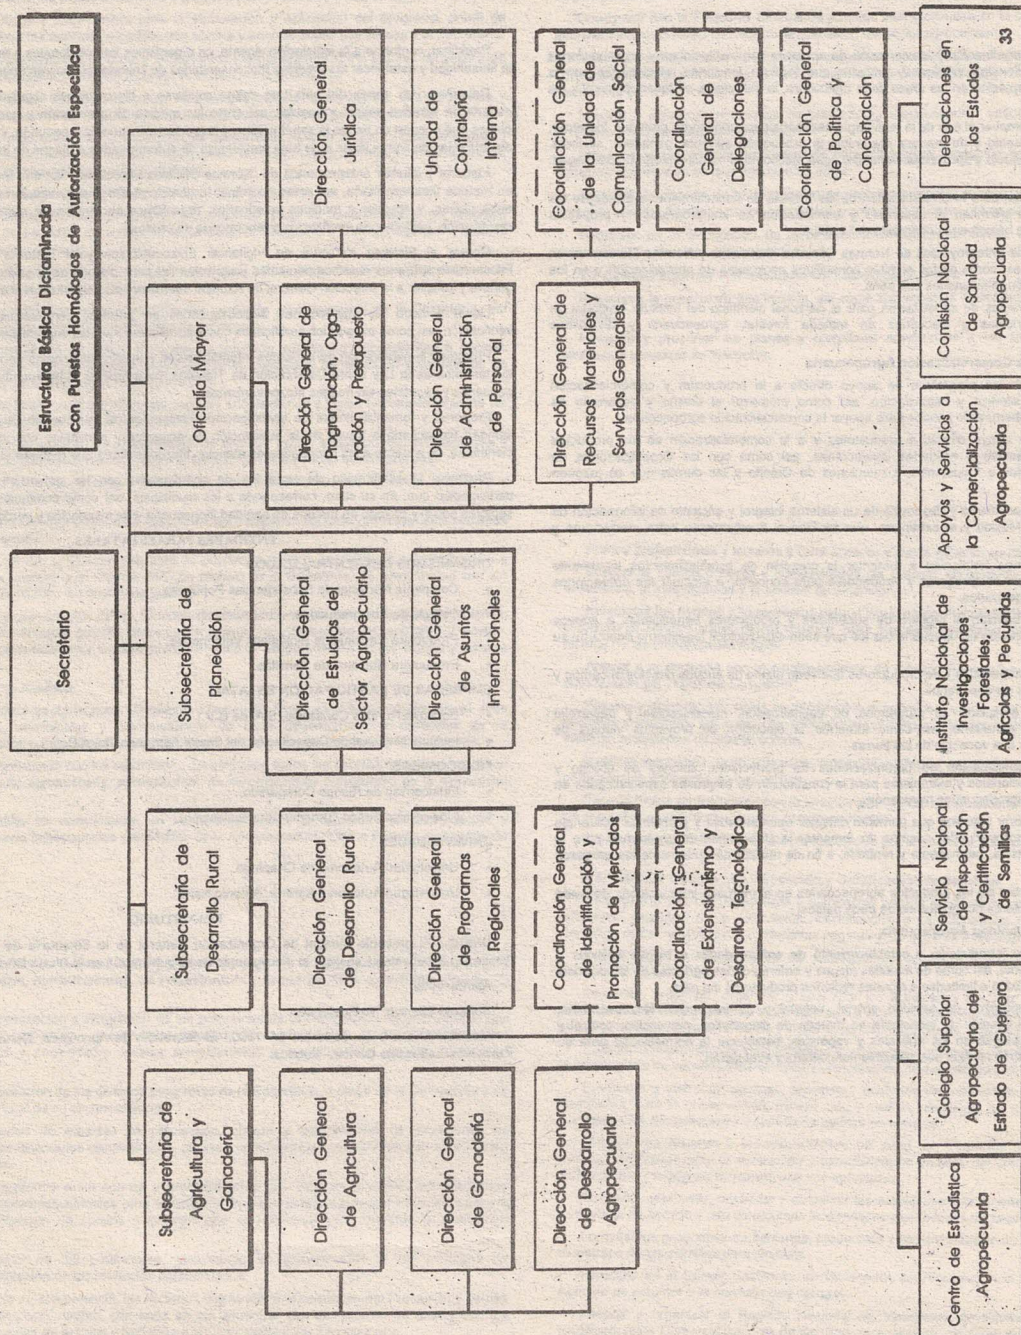 Estructura Básica Dictaminada
con Puestos Homólogos de Autorización Específica
Secretario
Subsecretaría de
Agricultura y
Ganadería
Subsecretaría de
Desarrollo Rural
Subsecretaría de
Planeación
Oficialía Mayor
Dirección General
de Agricultura
Dirección General
de Ganadería
Dirección General
de Desarrollo
Agropecuario
Dirección General
de Desarrollo Rural
Dirección General
de Programas
Regionales
Coordinación General
de Identificación y
Promoción de Mercados
Coordinación General
de Extensionismo y
Desarrollo Tecnológico
Dirección General
de Estudios del
Sector Agropecuario
Dirección General
de Asuntos
Internacionales
Dirección General de
Programación, Orga-
nación y Presupuesto
Dirección General
de Administración
de Personal
Dirección General de
Recursos Materiales y
Servicios Generales
Dirección General
Jurídica
Unidad de
Contraloría
Interna
Coordinación General
de la Unidad de
Comunicación Social
Coordinación
General de
Delegaciones
Coordinación General
de Política y
Concertación
Centro de Estadística
Agropecuaria
Colegio Superior
Agropecuario del
Estado de Guerrero
Servicio Nacional
de Inspección
y Certificación
de Semillas
Instituto Nacional de
Investigaciones
Forestales,
Agrícolas y Pecuarias
Apoyos y Servicios a
la Comercialización
Agropecuaria
Comisión Nacional
de Sanidad
Agropecuaria
Delegaciones en
los Estados
33